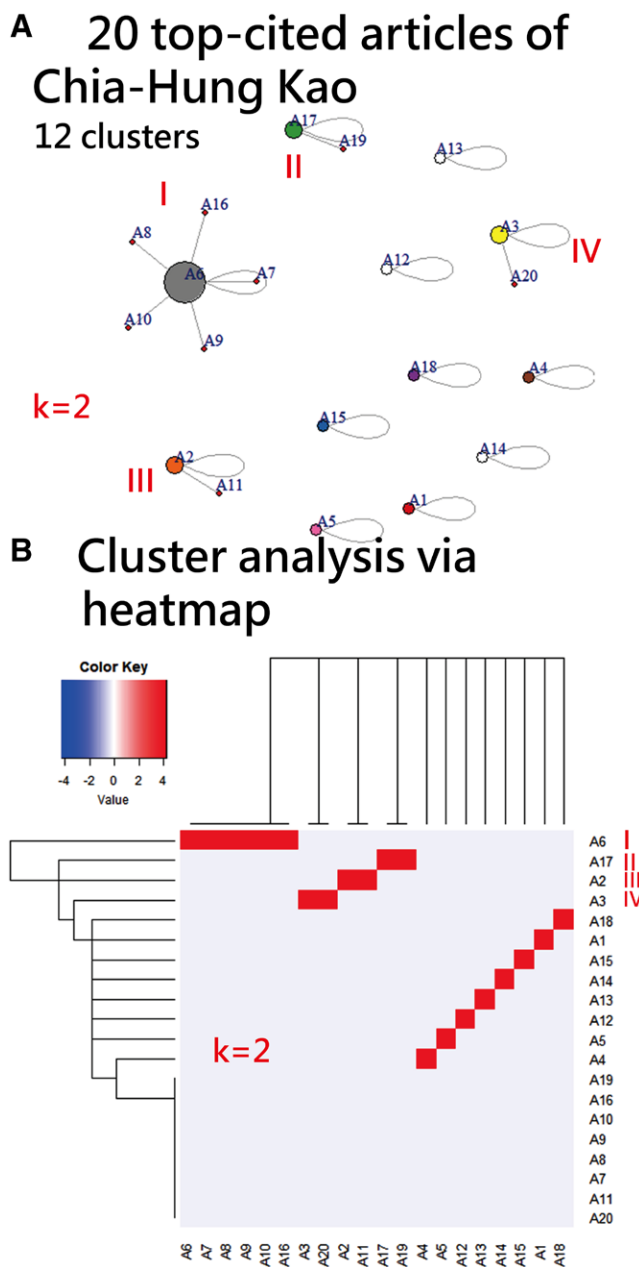 A 20 top-cited articles of
Chia-Hung Kao
12 clusters
A17
A19
II
A13
I
A16
A8
A3
IV
A12
A6
A7
A20
A10
A9
A18
A4
k=2
A15
A14
A2
III
A11
A1
A5
B Cluster analysis via
heatmap
Color Key
-4 -2 0 2 4
Value
A6 I
A17 II
A2 III
A3 IV
A18
A1
A15
A14
A13
A12
A5
k=2
A4
A19
A16
A10
A9
A8
A7
A11
A20
A6 A7 A8 A9 A10 A16 A3 A20 A2 A11 A17 A19 A4 A5 A12 A13 A14 A15 A1 A18